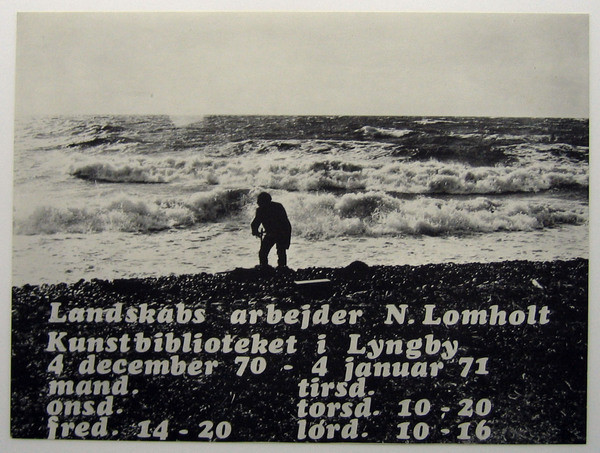 Landskabs arbejder N. Lomholt
Kunstbiblioteket i Lyngby
4 december 70 - 4 januar 71
mand. tirsd.
onsd. torsd. 10 - 20
fred. 14 - 20 lørd. 10 - 16